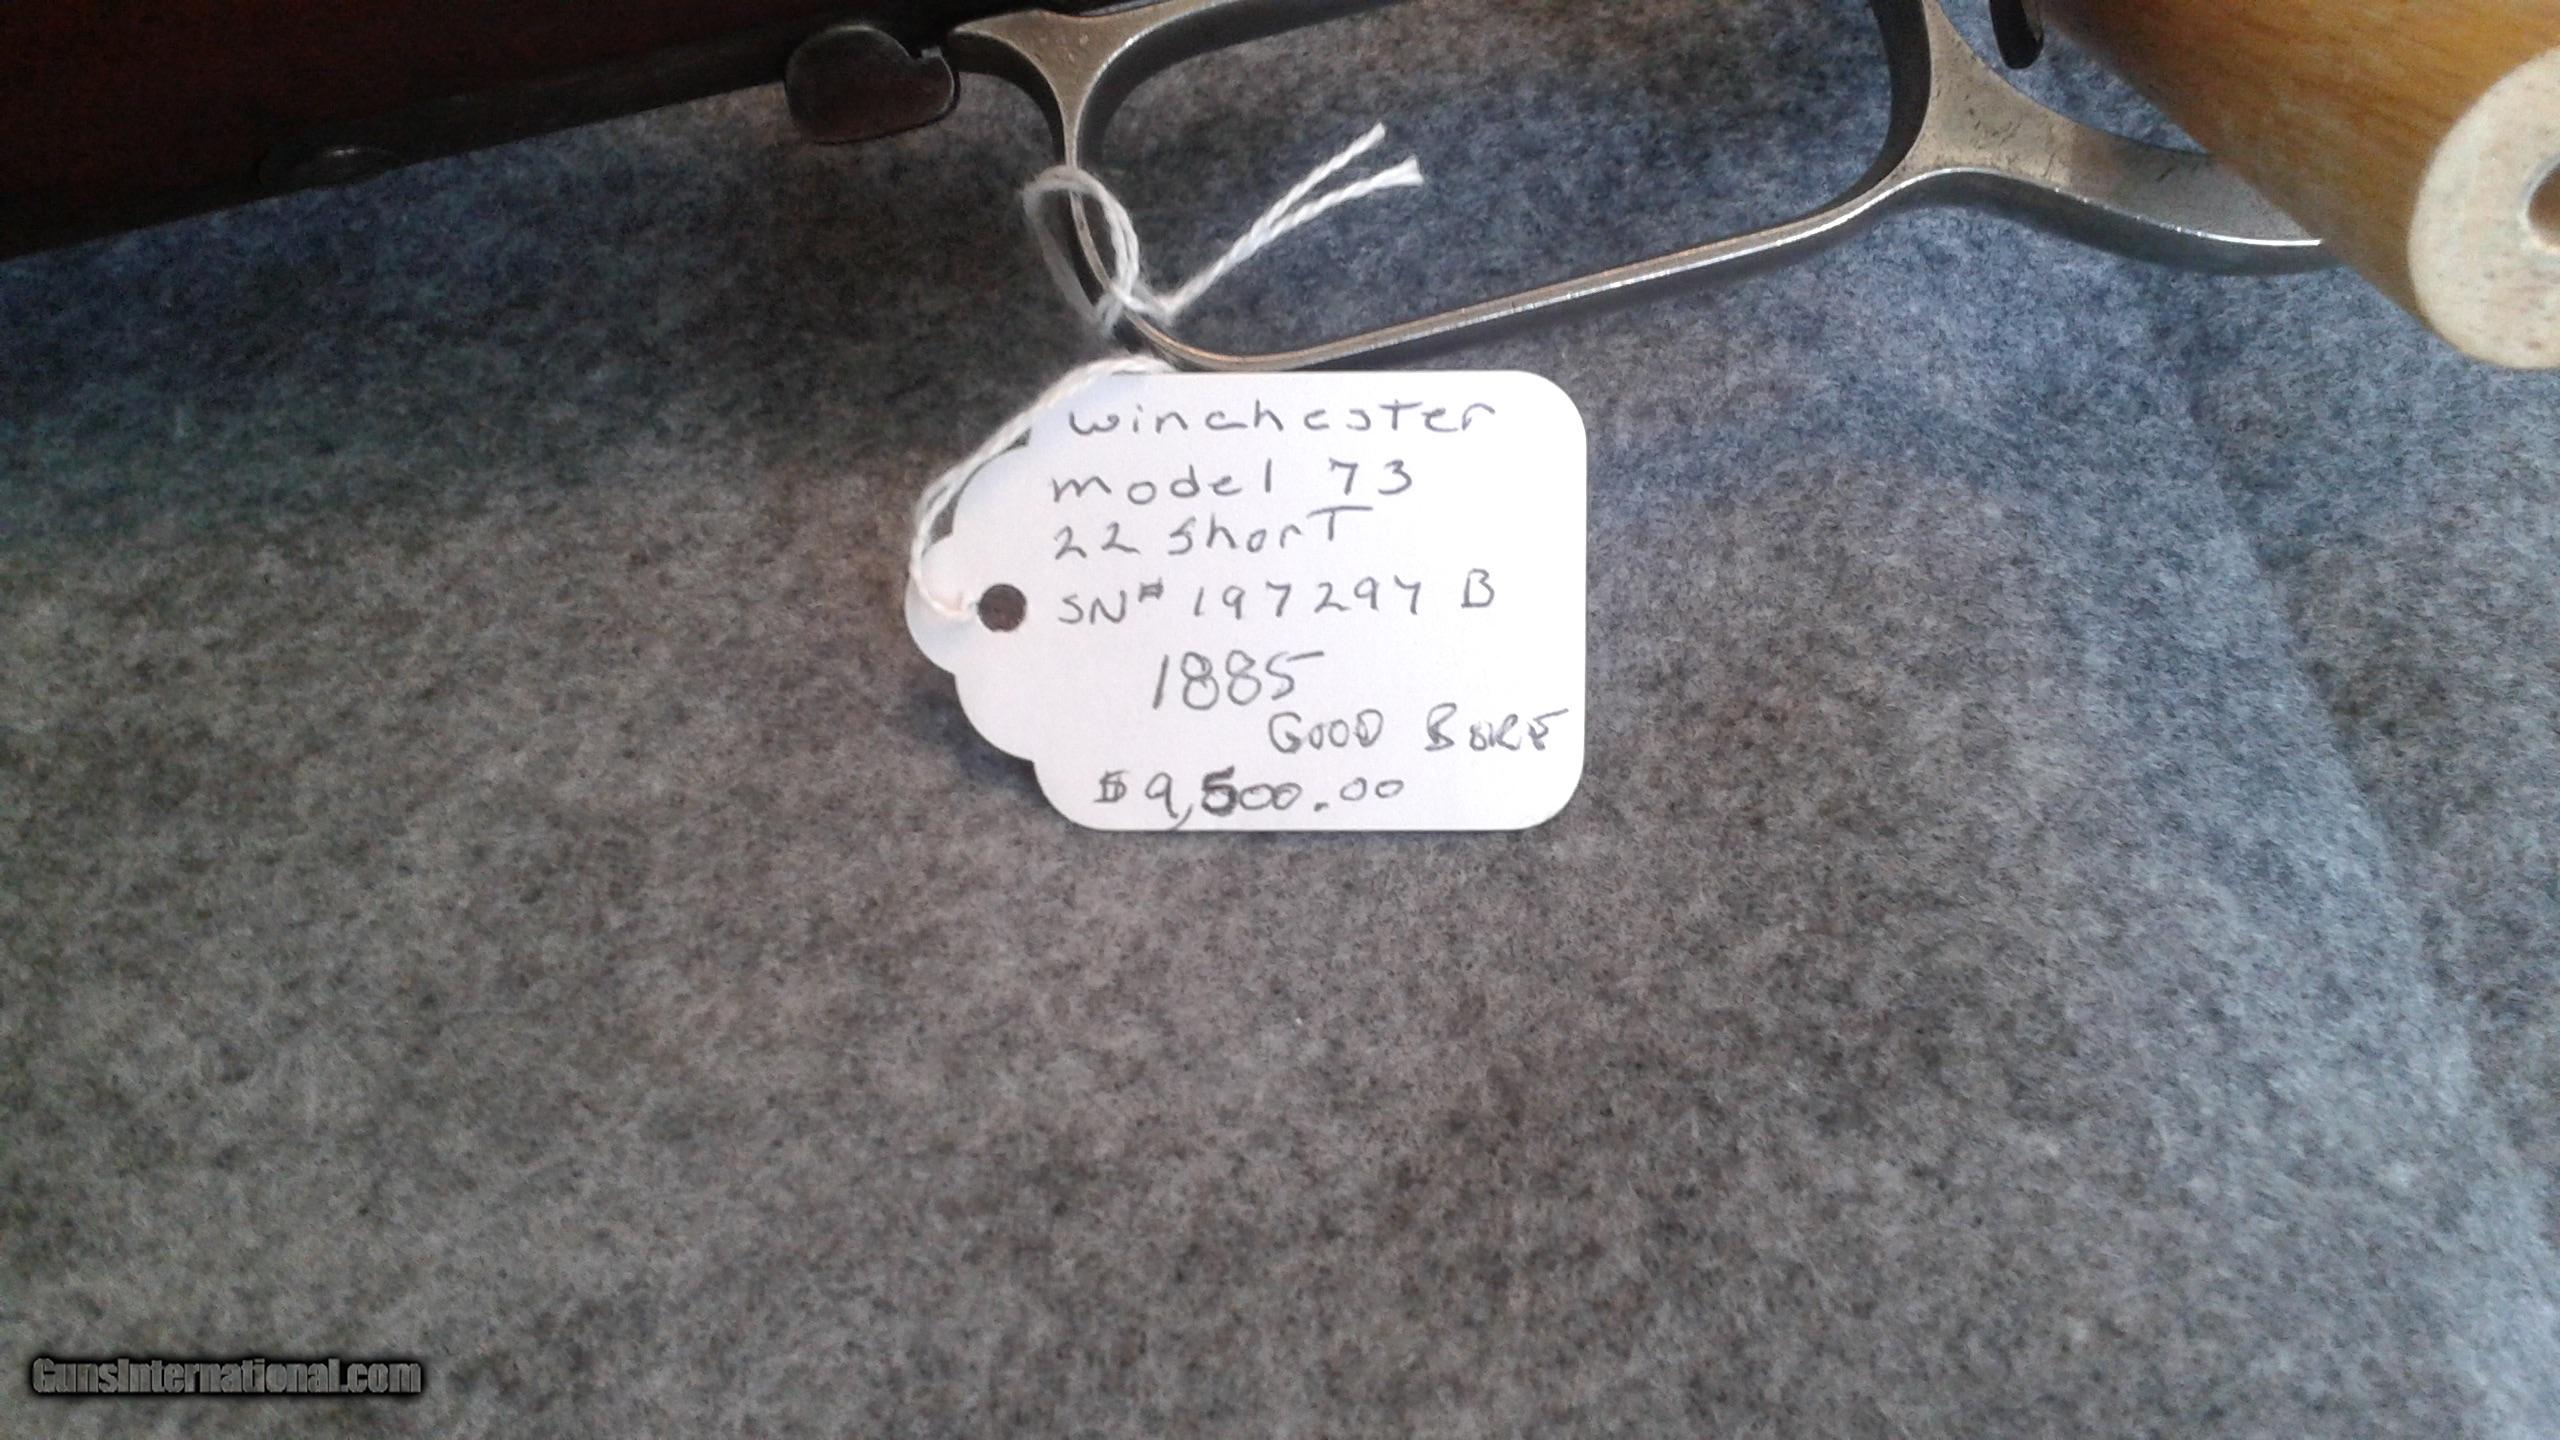 winchester
model 73
22 short
SN# 197297 B
1885
GOOD BORE
$9,500.00
GunsInternational.com